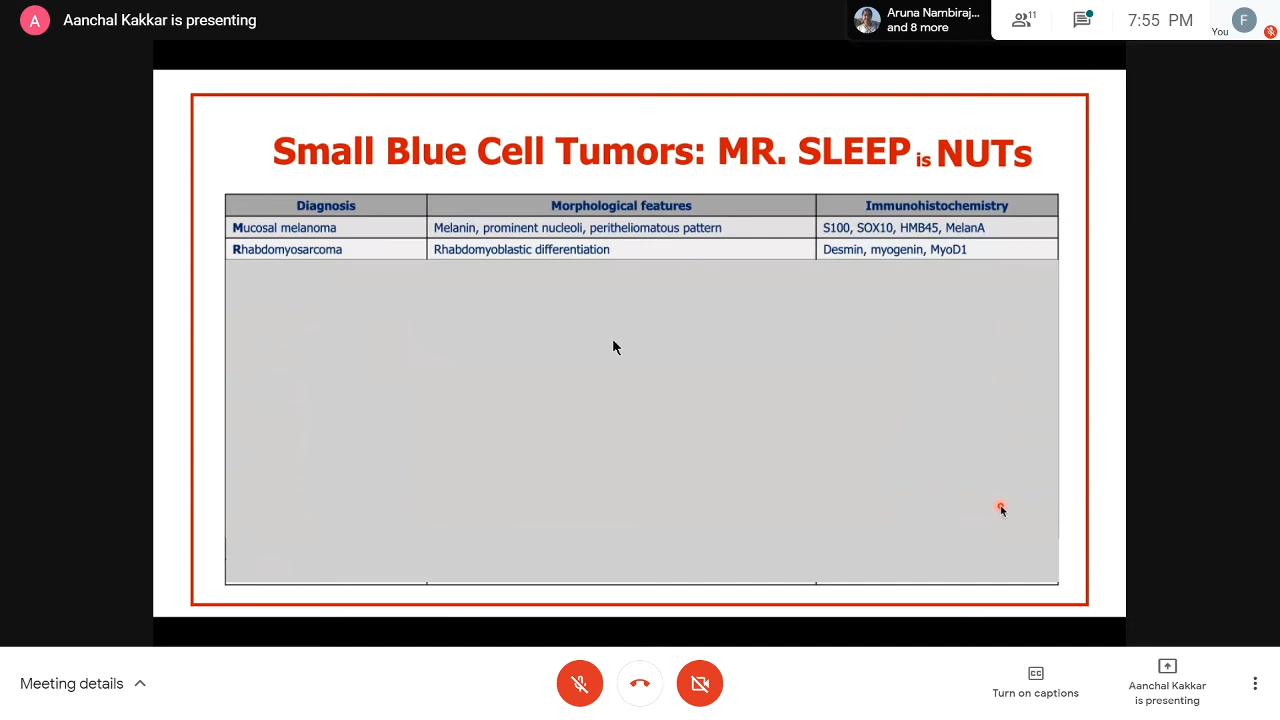 A
Aanchal Kakkar is presenting
Aruna Nambiraj...
and 8 more
11
7:55 PM
You
F
Small Blue Cell Tumors: MR. SLEEP is NUTs
Diagnosis Morphological features Immunohistochemistry
Mucosal melanoma Melanin, prominent nucleoli, peritheliomatous pattern S100, SOX10, HMB45, MelanA
Rhabdomyosarcoma Rhabdomyoblastic differentiation Desmin, myogenin, MyoD1
Meeting details
CC
Turn on captions
Aanchal Kakkar
is presenting